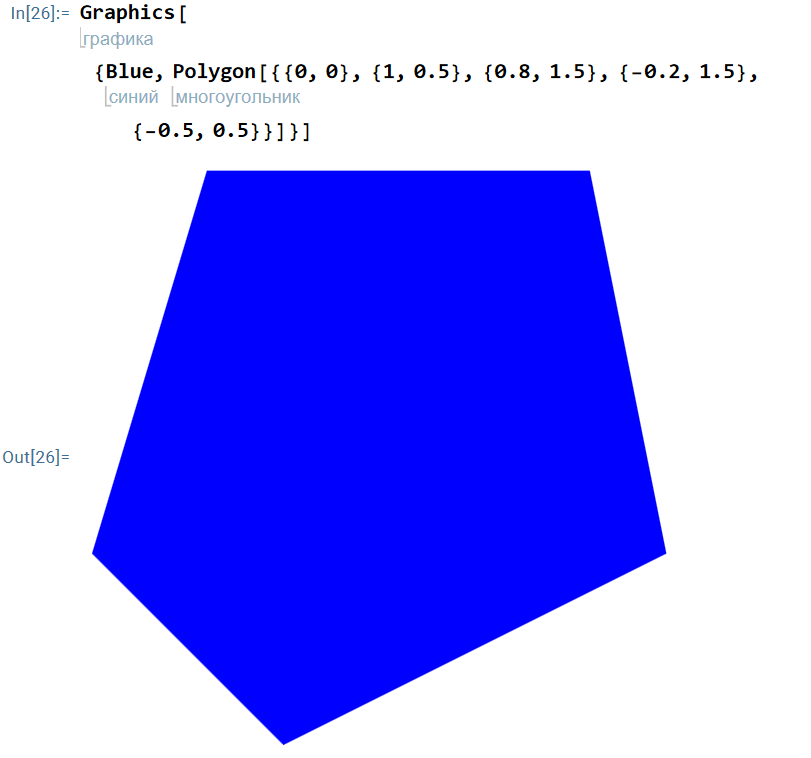 In[26]:= Graphics[
графика
{Blue, Polygon[{{0, 0}, {1, 0.5}, {0.8, 1.5}, {-0.2, 1.5},
синий многоугольник
{-0.5, 0.5}}]}]
Out[26]=